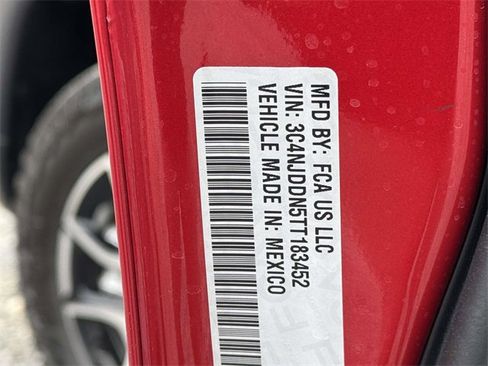 MFD BY: FCA US LLC
VIN: 3C4NJDDN5TT183452
VEHICLE MADE IN: MEXICO